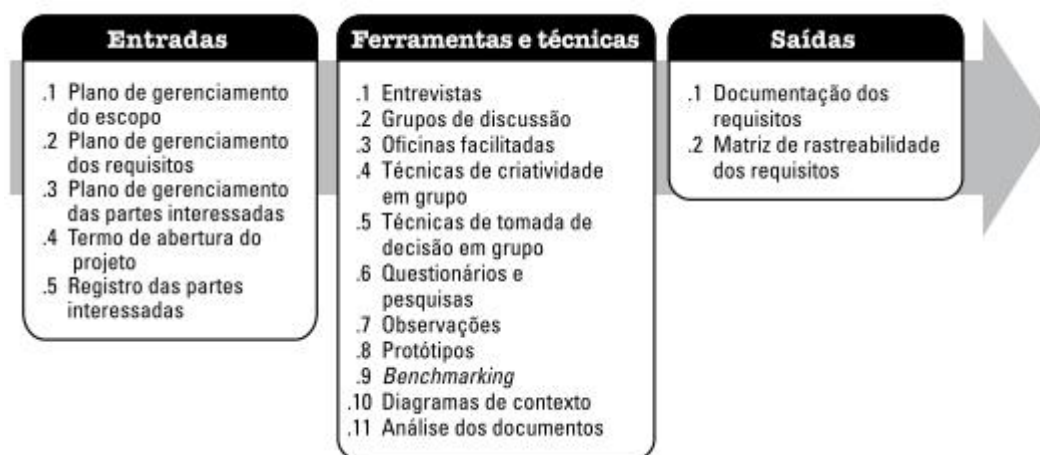 Entradas
.1 Plano de gerenciamento
do escopo
.2 Plano de gerenciamento
dos requisitos
.3 Plano de gerenciamento
das partes interessadas
.4 Termo de abertura do
projeto
.5 Registro das partes
interessadas
Ferramentas e técnicas
.1 Entrevistas
.2 Grupos de discussão
.3 Oficinas facilitadas
.4 Técnicas de criatividade
em grupo
.5 Técnicas de tomada de
decisão em grupo
.6 Questionários e
pesquisas
.7 Observações
.8 Protótipos
.9 Benchmarking
.10 Diagramas de contexto
.11 Análise dos documentos
Saídas
.1 Documentação dos
requisitos
.2 Matriz de rastreabilidade
dos requisitos